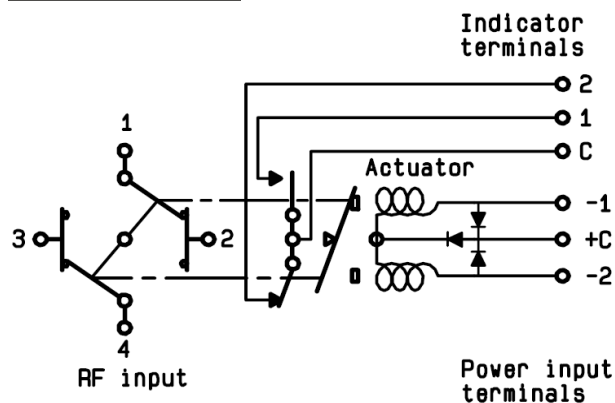 Indicator
terminals
2
1
C
1
Actuator
-1
3
2
+C
-2
4
RF input
Power input
terminals